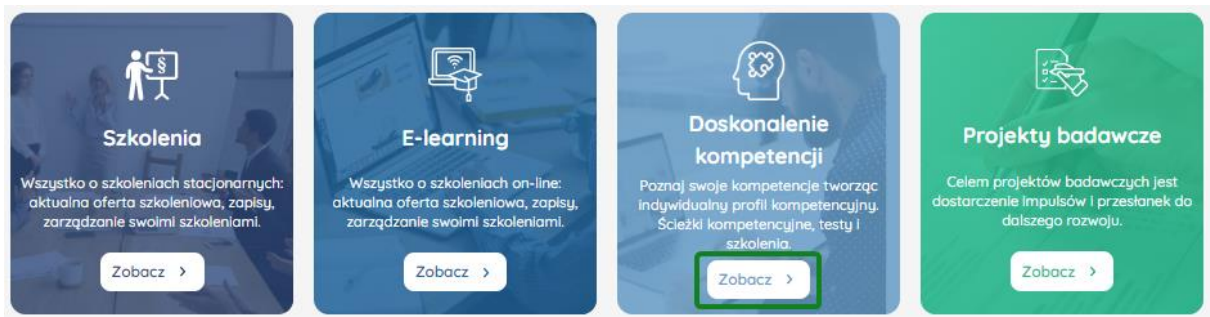 §
Szkolenia
Wszystko o szkoleniach stacjonarnych:
aktualna oferta szkoleniowa, zapisy,
zarządzanie swoimi szkoleniami.
Zobacz >
E-learning
Wszystko o szkoleniach on-line:
aktualna oferta szkoleniowa, zapisy,
zarządzanie swoimi szkoleniami.
Zobacz >
Doskonalenie
kompetencji
Poznaj swoje kompetencje tworząc
indywidualny profil kompetencyjny.
Ścieżki kompetencyjne, testy i
szkolenia.
Zobacz >
Projekty badawcze
Celem projektów badawczych jest
dostarczenie impulsów i przesłanek do
dalszego rozwoju.
Zobacz >